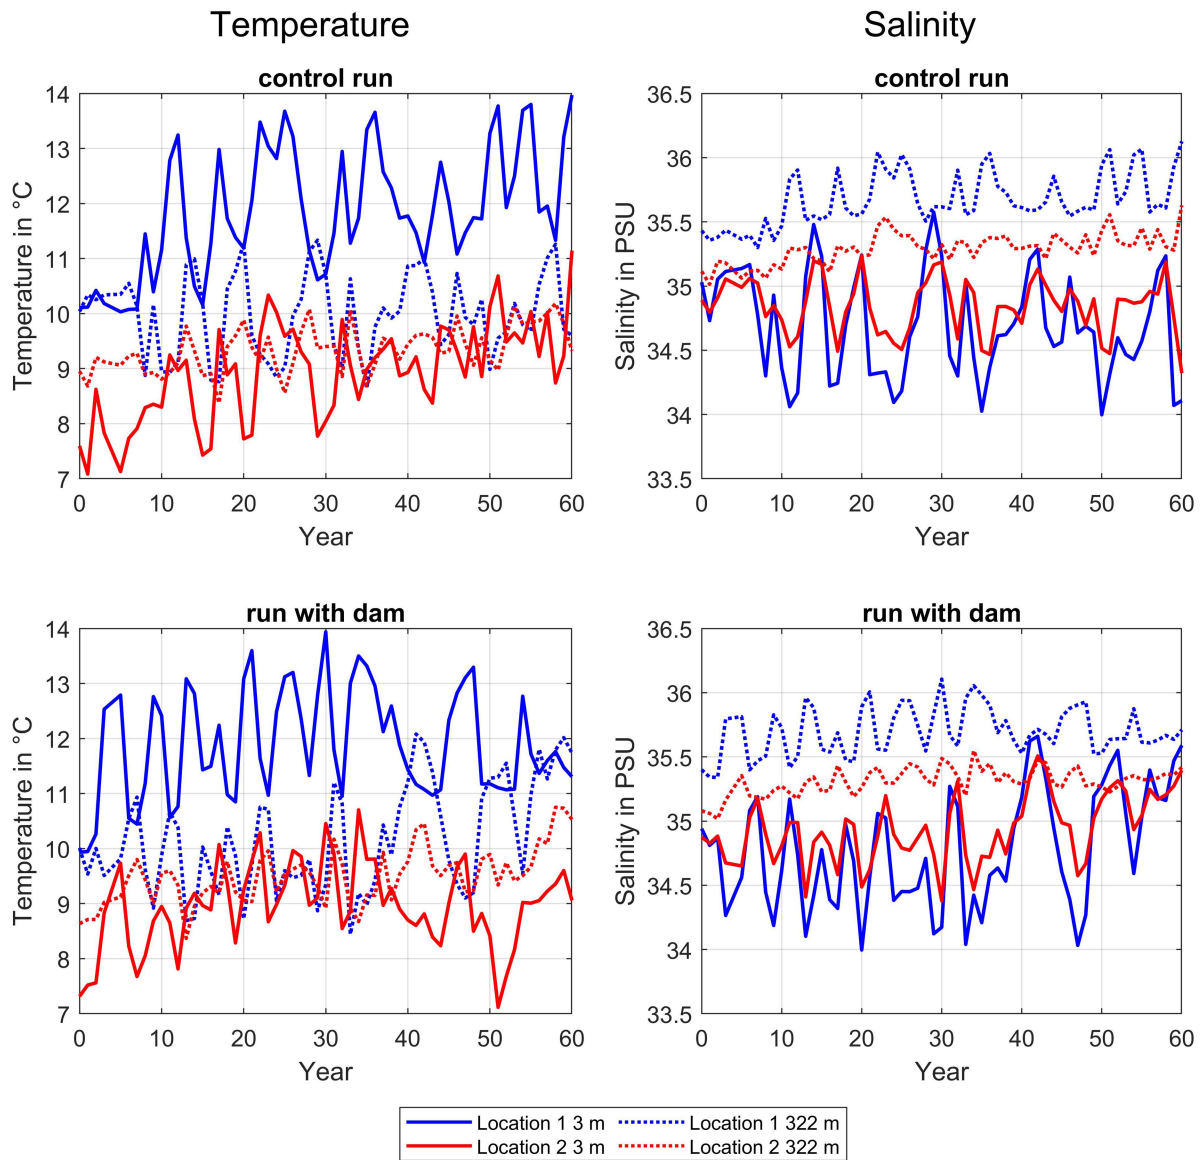 Temperature
Salinity
control run
14
13
12
11
10
9
8
7
Temperature in °C
0 10 20 30 40 50 60
Year
control run
36.5
36
35.5
35
34.5
34
33.5
Salinity in PSU
0 10 20 30 40 50 60
Year
run with dam
14
13
12
11
10
9
8
7
Temperature in °C
0 10 20 30 40 50 60
Year
run with dam
36.5
36
35.5
35
34.5
34
33.5
Salinity in PSU
0 10 20 30 40 50 60
Year
Location 1 3 m
Location 1 322 m
Location 2 3 m
Location 2 322 m